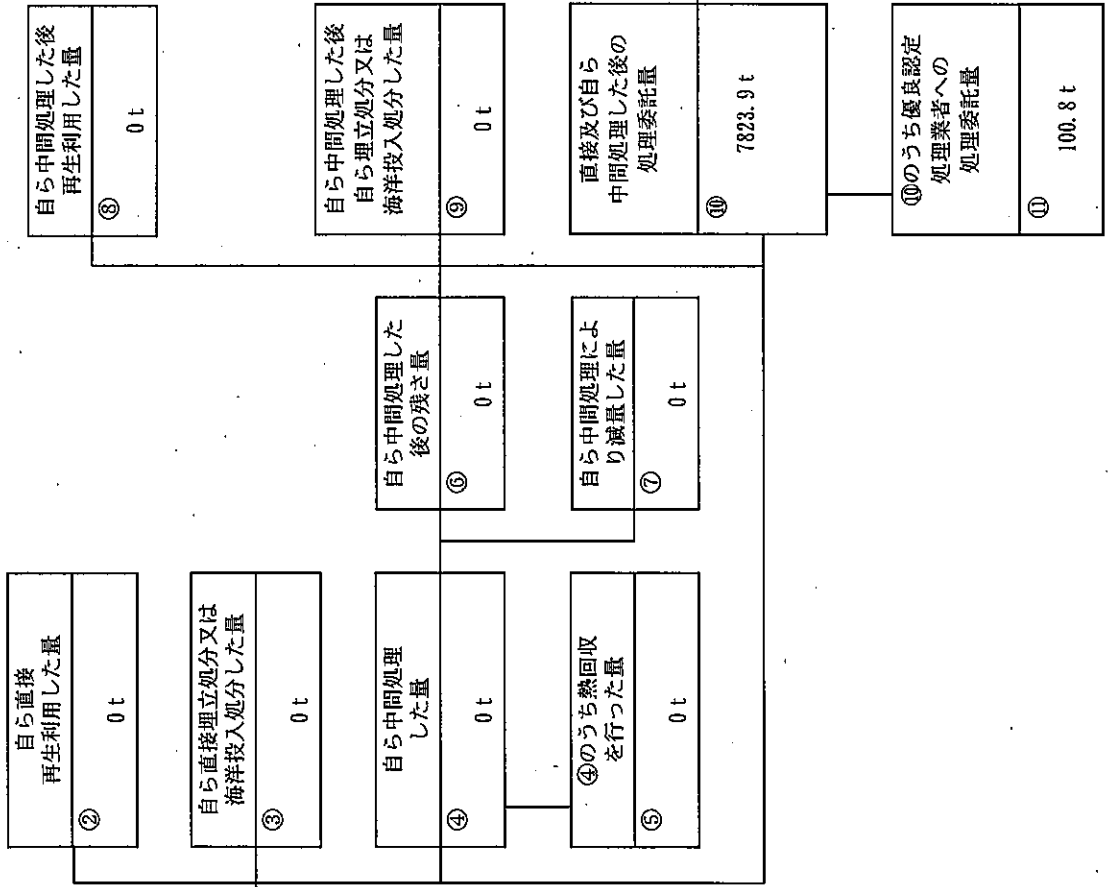 自ら直接
再生利用した量
②
0 t
自ら直接埋立処分又は
海洋投入処分した量
③
0 t
自ら中間処理
した量
④
0 t
④のうち熱回収
を行った量
⑤
0 t
自ら中間処理した
後の残さ量
⑥
0 t
自ら中間処理によ
り減量した量
⑦
0 t
自ら中間処理した後
再生利用した量
⑧
0 t
自ら中間処理した後
自ら埋立処分又は
海洋投入処分した量
⑨
0 t
直接及び自ら
中間処理した後の
処理委託量
⑩
7823.9 t
⑩のうち優良認定
処理業者への
処理委託量
⑪
100.8 t